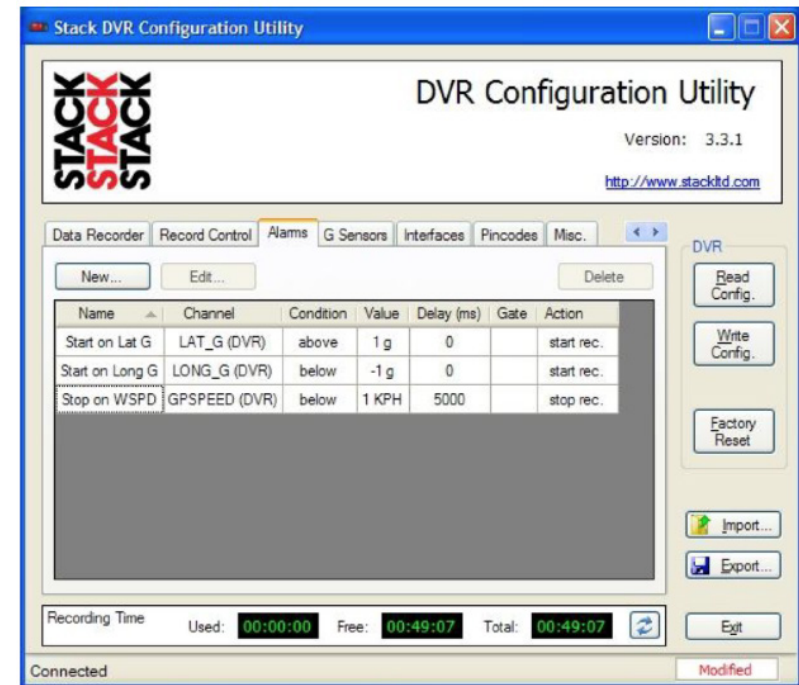 Stack DVR Configuration Utility
STACK
STACK
STACK
DVR Configuration Utility
Version: 3.3.1
http://www.stackltd.com
Data Recorder Record Control Alarms G Sensors Interfaces Pincodes Misc.
New... Edit... Delete
Name Channel Condition Value Delay (ms) Gate Action
Start on Lat G LAT_G (DVR) above 1 g 0 start rec.
Start on Long G LONG_G (DVR) below -1 g 0 start rec.
Stop on WSPD GPSPEED (DVR) below 1 KPH 5000 stop rec.
DVR
Read
Config.
Write
Config.
Factory
Reset
Import...
Export...
Recording Time Used: 00:00:00 Free: 00:49:07 Total: 00:49:07
Exit
Connected Modified